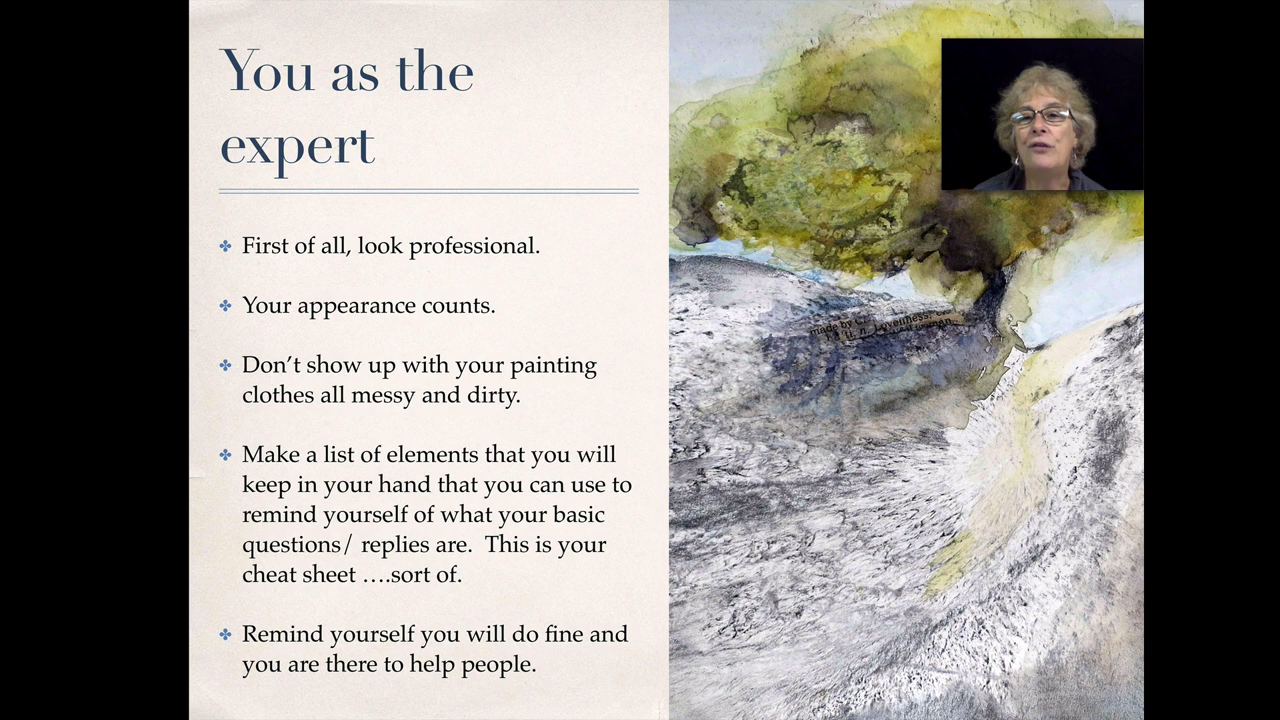 You as the
expert
First of all, look professional.
Your appearance counts.
Don’t show up with your painting
clothes all messy and dirty.
Make a list of elements that you will
keep in your hand that you can use to
remind yourself of what your basic
questions/ replies are.  This is your
cheat sheet ….sort of.
Remind yourself you will do fine and
you are there to help people.
made by